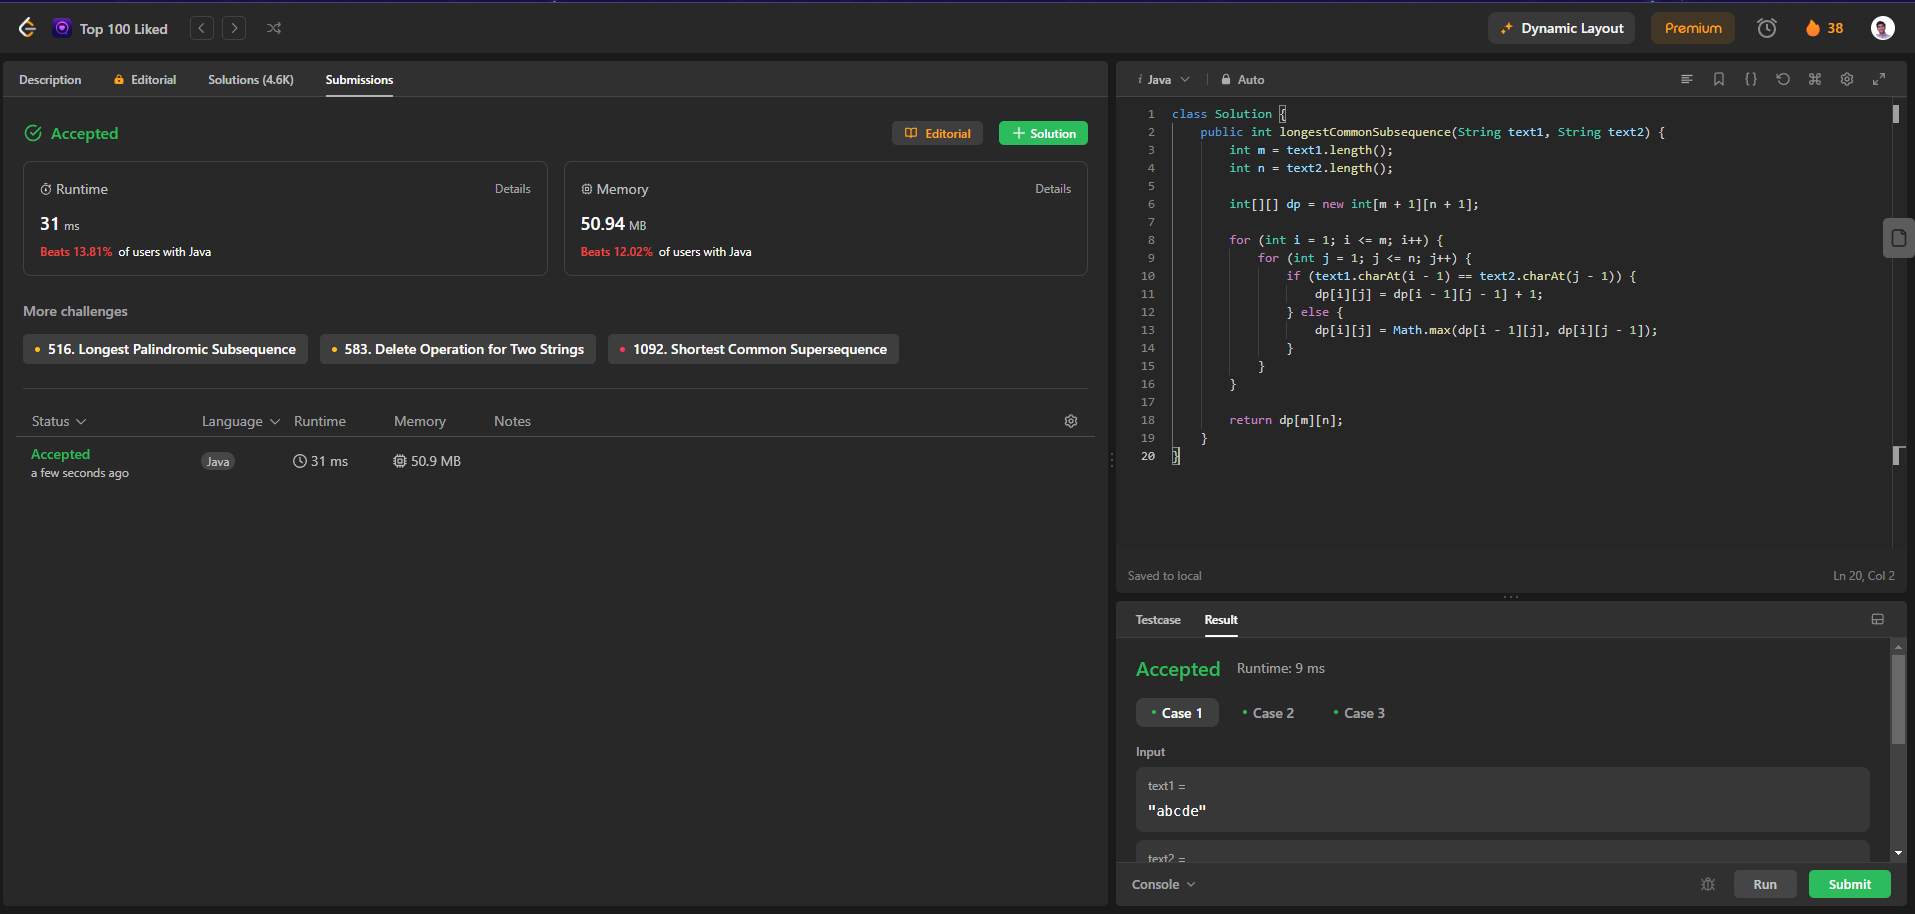 Top 100 Liked
Dynamic Layout
Premium
38
Description
Editorial
Solutions (4.6K)
Submissions
Accepted
Editorial
Solution
Runtime
Details
31 ms
Beats 13.81% of users with Java
Memory
Details
50.94 MB
Beats 12.02% of users with Java
More challenges
516. Longest Palindromic Subsequence
583. Delete Operation for Two Strings
1092. Shortest Common Supersequence
Status
Language
Runtime
Memory
Notes
Accepted
a few seconds ago
Java
31 ms
50.9 MB
i Java
Auto
1 class Solution {
2 public int longestCommonSubsequence(String text1, String text2) {
3 int m = text1.length();
4 int n = text2.length();
5
6 int[][] dp = new int[m + 1][n + 1];
7
8 for (int i = 1; i <= m; i++) {
9 for (int j = 1; j <= n; j++) {
10 if (text1.charAt(i - 1) == text2.charAt(j - 1)) {
11 dp[i][j] = dp[i - 1][j - 1] + 1;
12 } else {
13 dp[i][j] = Math.max(dp[i - 1][j], dp[i][j - 1]);
14 }
15 }
16 }
17
18 return dp[m][n];
19 }
20 }
Saved to local
Ln 20, Col 2
Testcase
Result
Accepted
Runtime: 9 ms
Case 1
Case 2
Case 3
Input
text1 =
"abcde"
text2 =
Console
Run
Submit